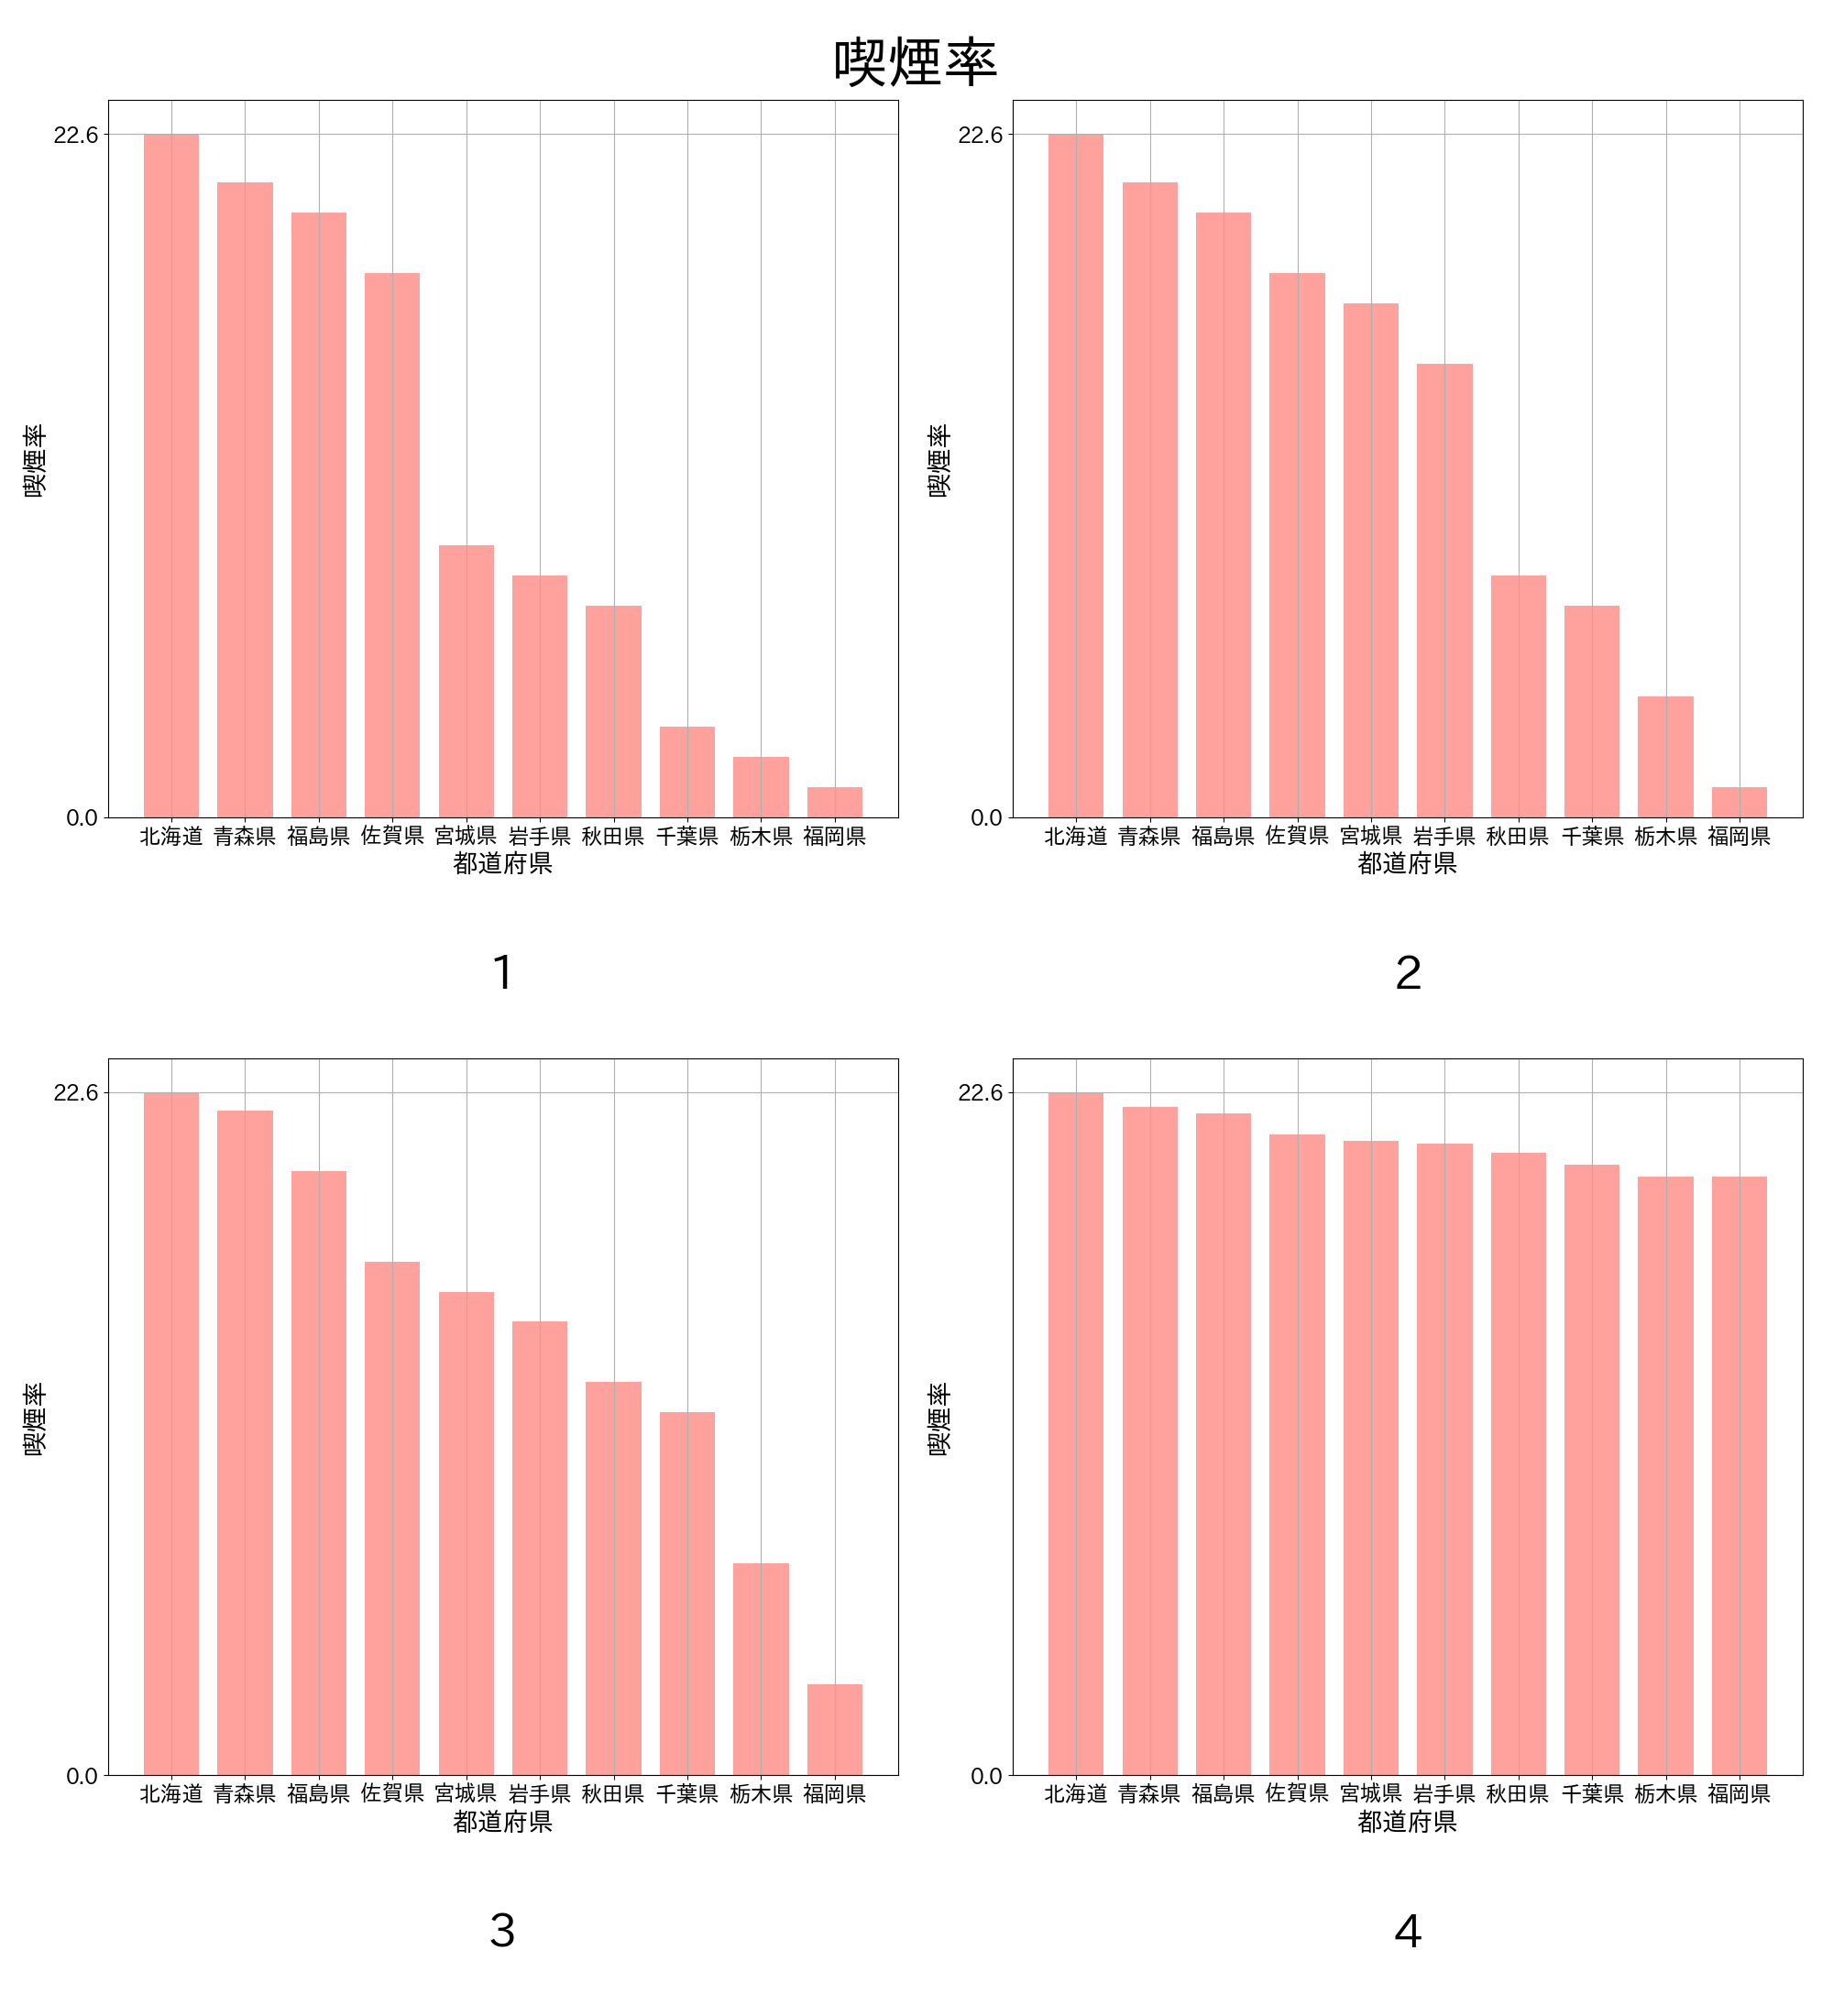 喫煙率
22.6
0.0
喫煙率
北海道 青森県 福島県 佐賀県 宮城県 岩手県 秋田県 千葉県 栃木県 福岡県
都道府県
1
22.6
0.0
喫煙率
北海道 青森県 福島県 佐賀県 宮城県 岩手県 秋田県 千葉県 栃木県 福岡県
都道府県
2
22.6
0.0
喫煙率
北海道 青森県 福島県 佐賀県 宮城県 岩手県 秋田県 千葉県 栃木県 福岡県
都道府県
3
22.6
0.0
喫煙率
北海道 青森県 福島県 佐賀県 宮城県 岩手県 秋田県 千葉県 栃木県 福岡県
都道府県
4